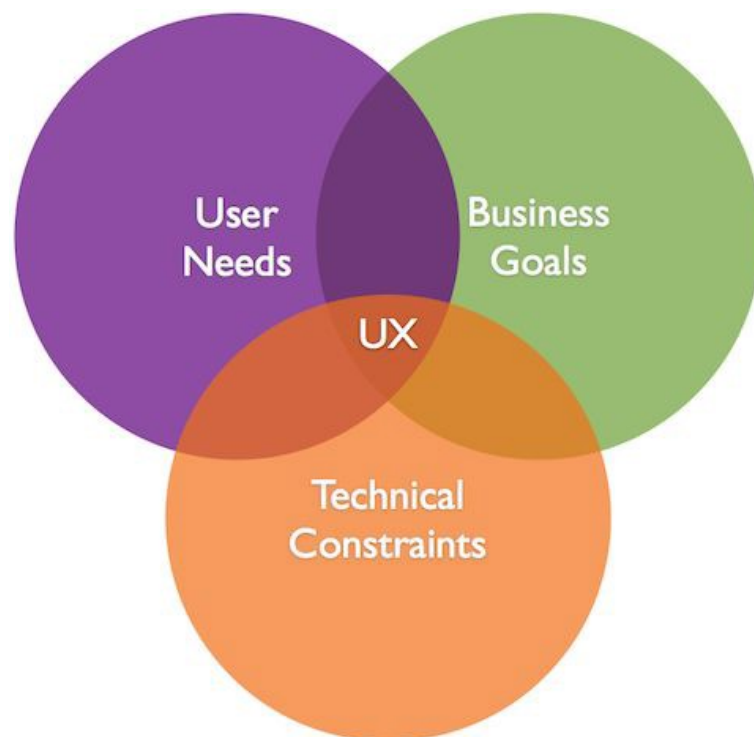 User
Needs
Business
Goals
UX
Technical
Constraints